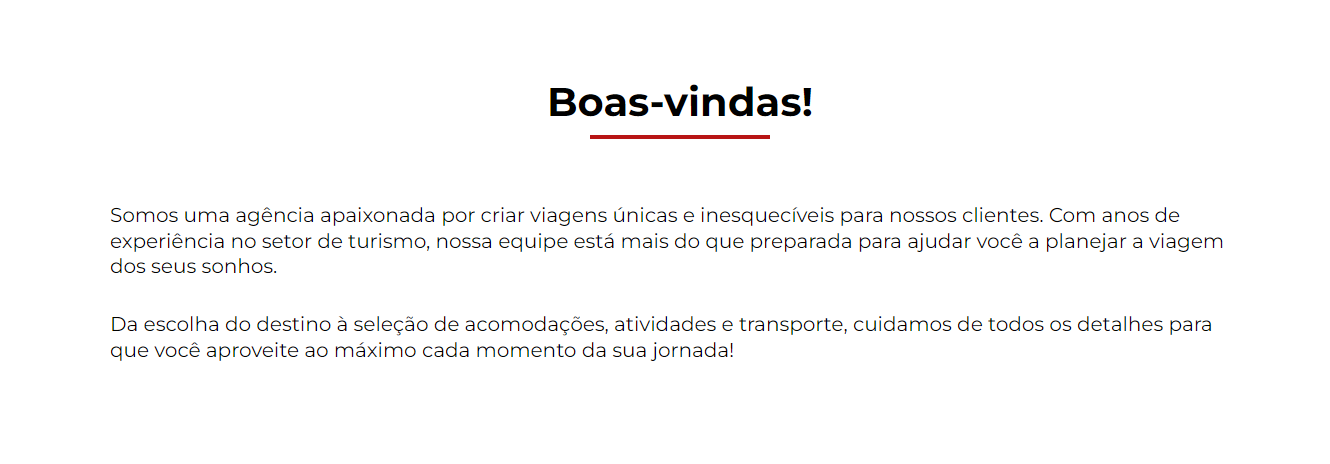 Boas-vindas!
Somos uma agência apaixonada por criar viagens únicas e inesquecíveis para nossos clientes. Com anos de
experiência no setor de turismo, nossa equipe está mais do que preparada para ajudar você a planejar a viagem
dos seus sonhos.
Da escolha do destino à seleção de acomodações, atividades e transporte, cuidamos de todos os detalhes para
que você aproveite ao máximo cada momento da sua jornada!